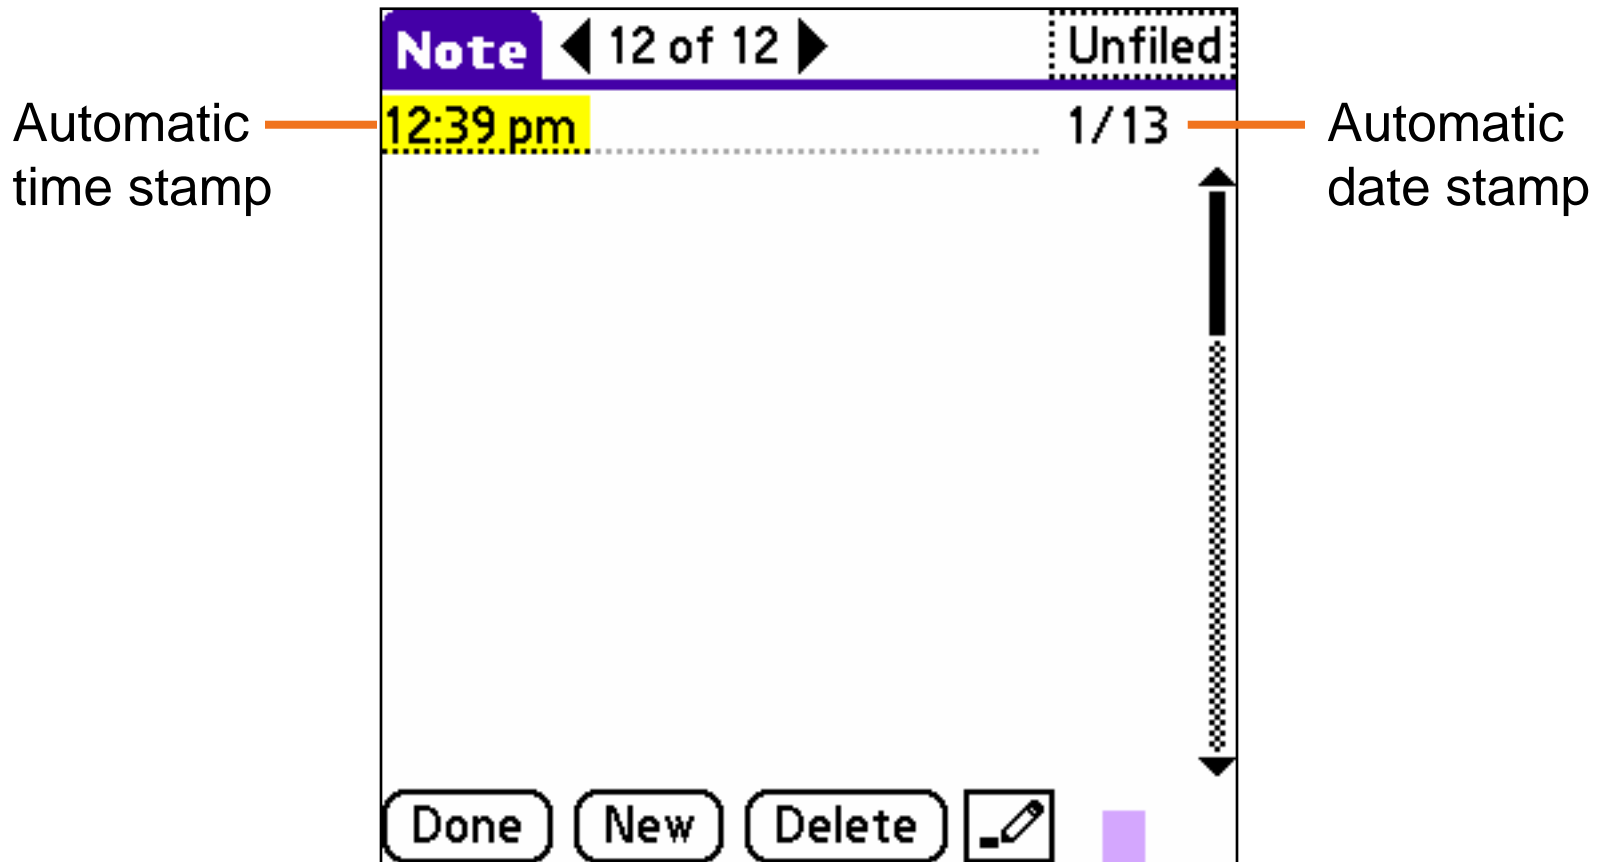 Note 12 of 12 Unfiled
12:39 pm 1/13
Automatic
time stamp
Automatic
date stamp
Done New Delete